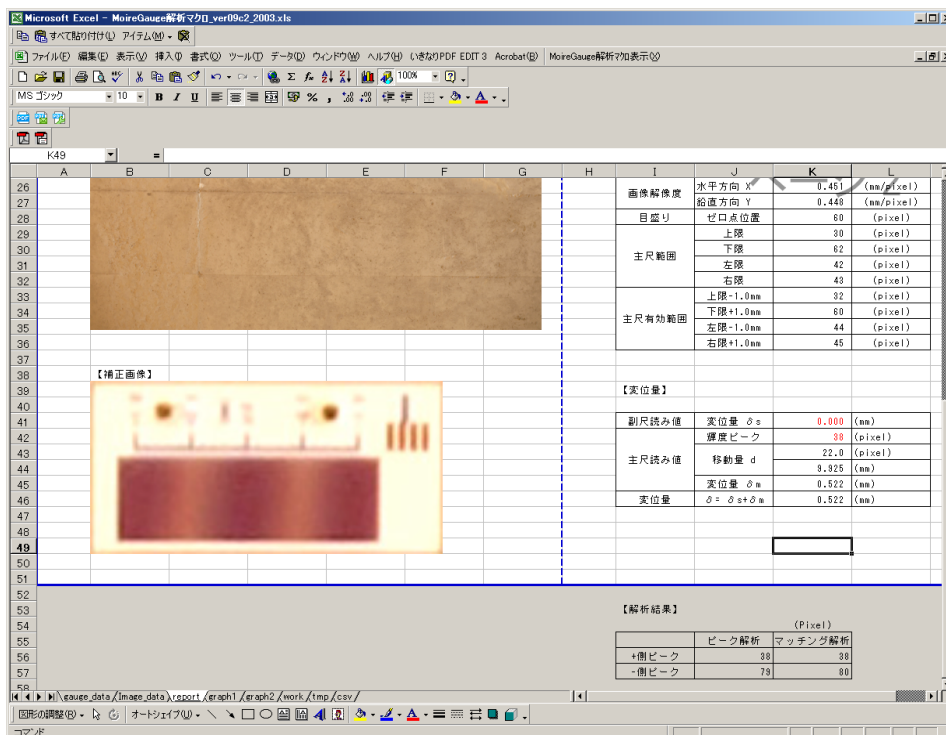 Microsoft Excel - MoireGauge解析マクロ_ver09c2_2003.xls
すべて貼り付け(L) アイテム(M)
ファイル(F) 編集(E) 表示(V) 挿入(I) 書式(O) ツール(T) データ(D) ウィンドウ(W) ヘルプ(H) いきなりPDF EDIT 3 Acrobat(B) MoireGauge解析マクロ表示(X)
100%
MS ゴシック 10 B I U
K49 =
A B C D E F G H I J K L
26 画像解像度 水平方向 X 0.451 (mm/pixel)
27 鉛直方向 Y 0.448 (mm/pixel)
28 目盛り ゼロ点位置 60 (pixel)
29 主尺範囲 上限 30 (pixel)
30 下限 62 (pixel)
31 左限 42 (pixel)
32 右限 43 (pixel)
33 主尺有効範囲 上限-1.0mm 32 (pixel)
34 下限+1.0mm 60 (pixel)
35 左限-1.0mm 44 (pixel)
36 右限+1.0mm 45 (pixel)
37
38 【補正画像】
39 【変位量】
40
41 副尺読み値 変位量 δs 0.000 (mm)
42 主尺読み値 輝度ピーク 38 (pixel)
43 移動量 d 22.0 (pixel)
44 9.925 (mm)
45 変位量 δm 0.522 (mm)
46 変位量 δ= δs+δm 0.522 (mm)
47
48
49
50
51
52
53 【解析結果】
54 (Pixel)
55 ピーク解析 マッチング解析
56 +側ピーク 38 38
57 -側ピーク 79 80
58
gauge_data / Image_data / report / graph1 / graph2 / work / tmp / csv /
図形の調整(R) オートシェイプ(U)
コマンド